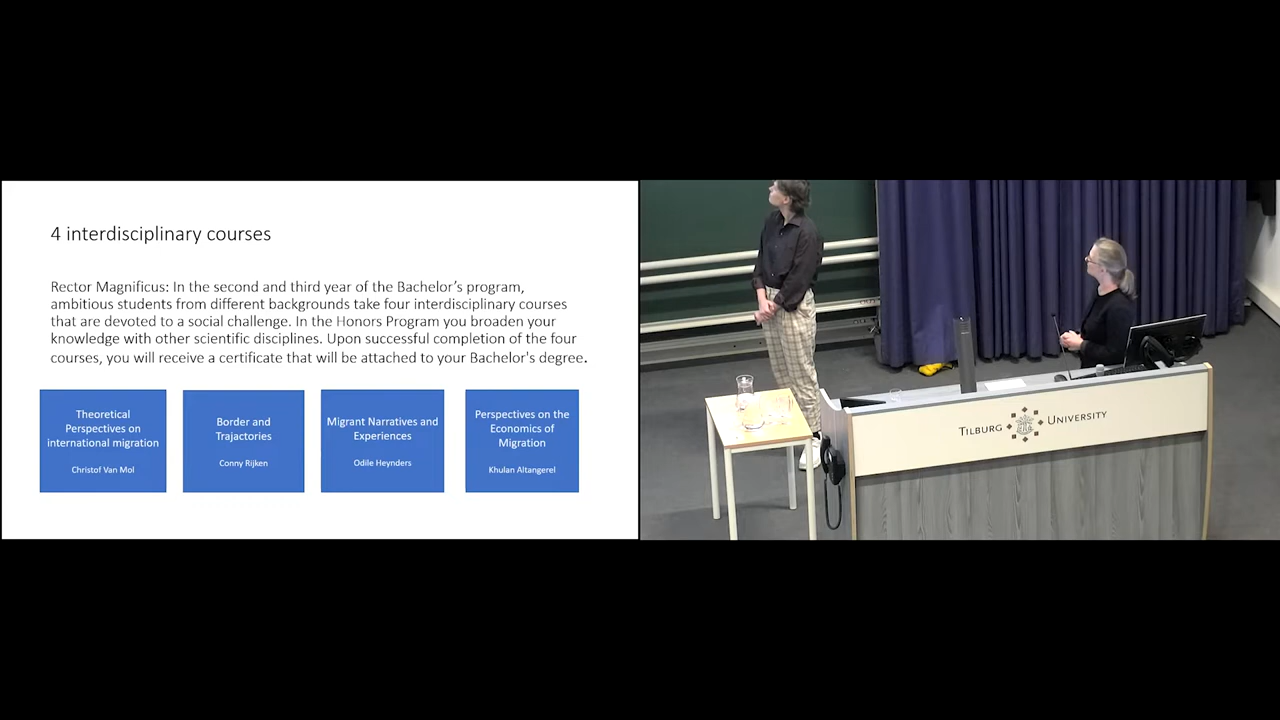 4 interdisciplinary courses
Rector Magnificus: In the second and third year of the Bachelor’s program,
ambitious students from different backgrounds take four interdisciplinary courses
that are devoted to a social challenge. In the Honors Program you broaden your
knowledge with other scientific disciplines. Upon successful completion of the four
courses, you will receive a certificate that will be attached to your Bachelor's degree.
Theoretical
Perspectives on
international migration
Christof Van Mol
Border and
Trajactories
Conny Rijken
Migrant Narratives and
Experiences
Odile Heynders
Perspectives on the
Economics of
Migration
Khulan Altangerel
TILBURG UNIVERSITY